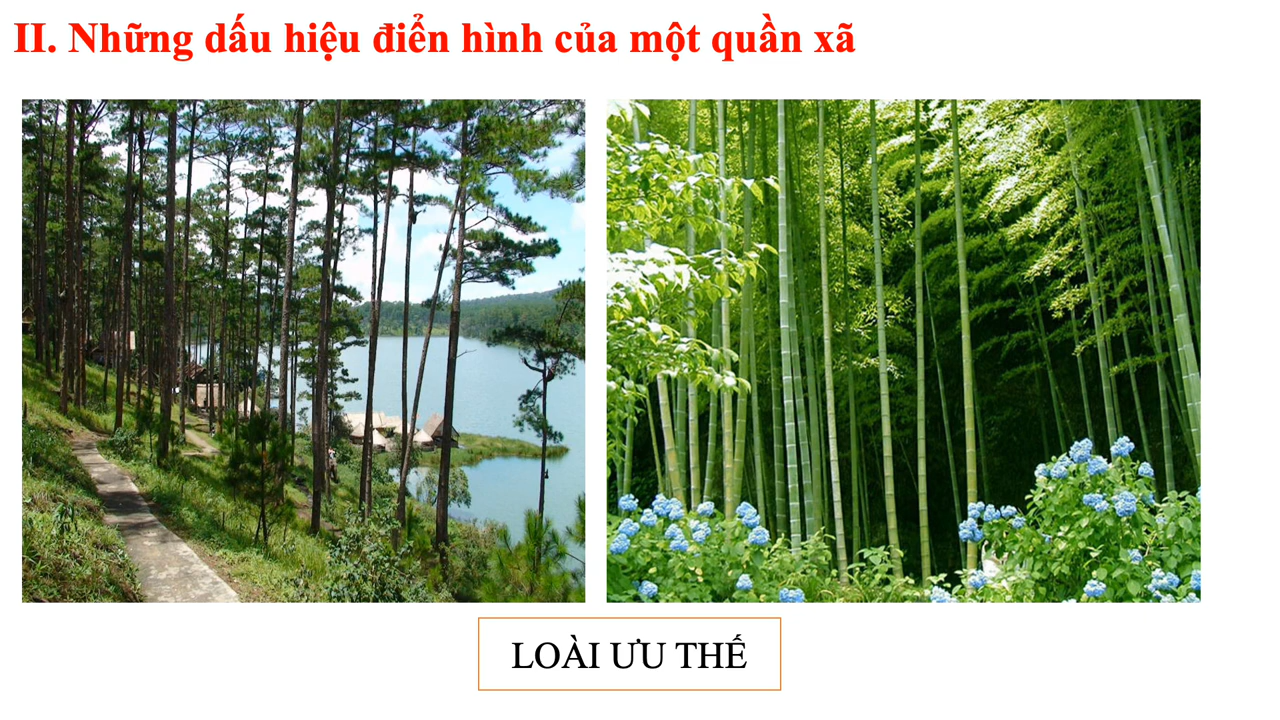 II. Những dấu hiệu điển hình của một quần xã
LOÀI ƯU THẾ